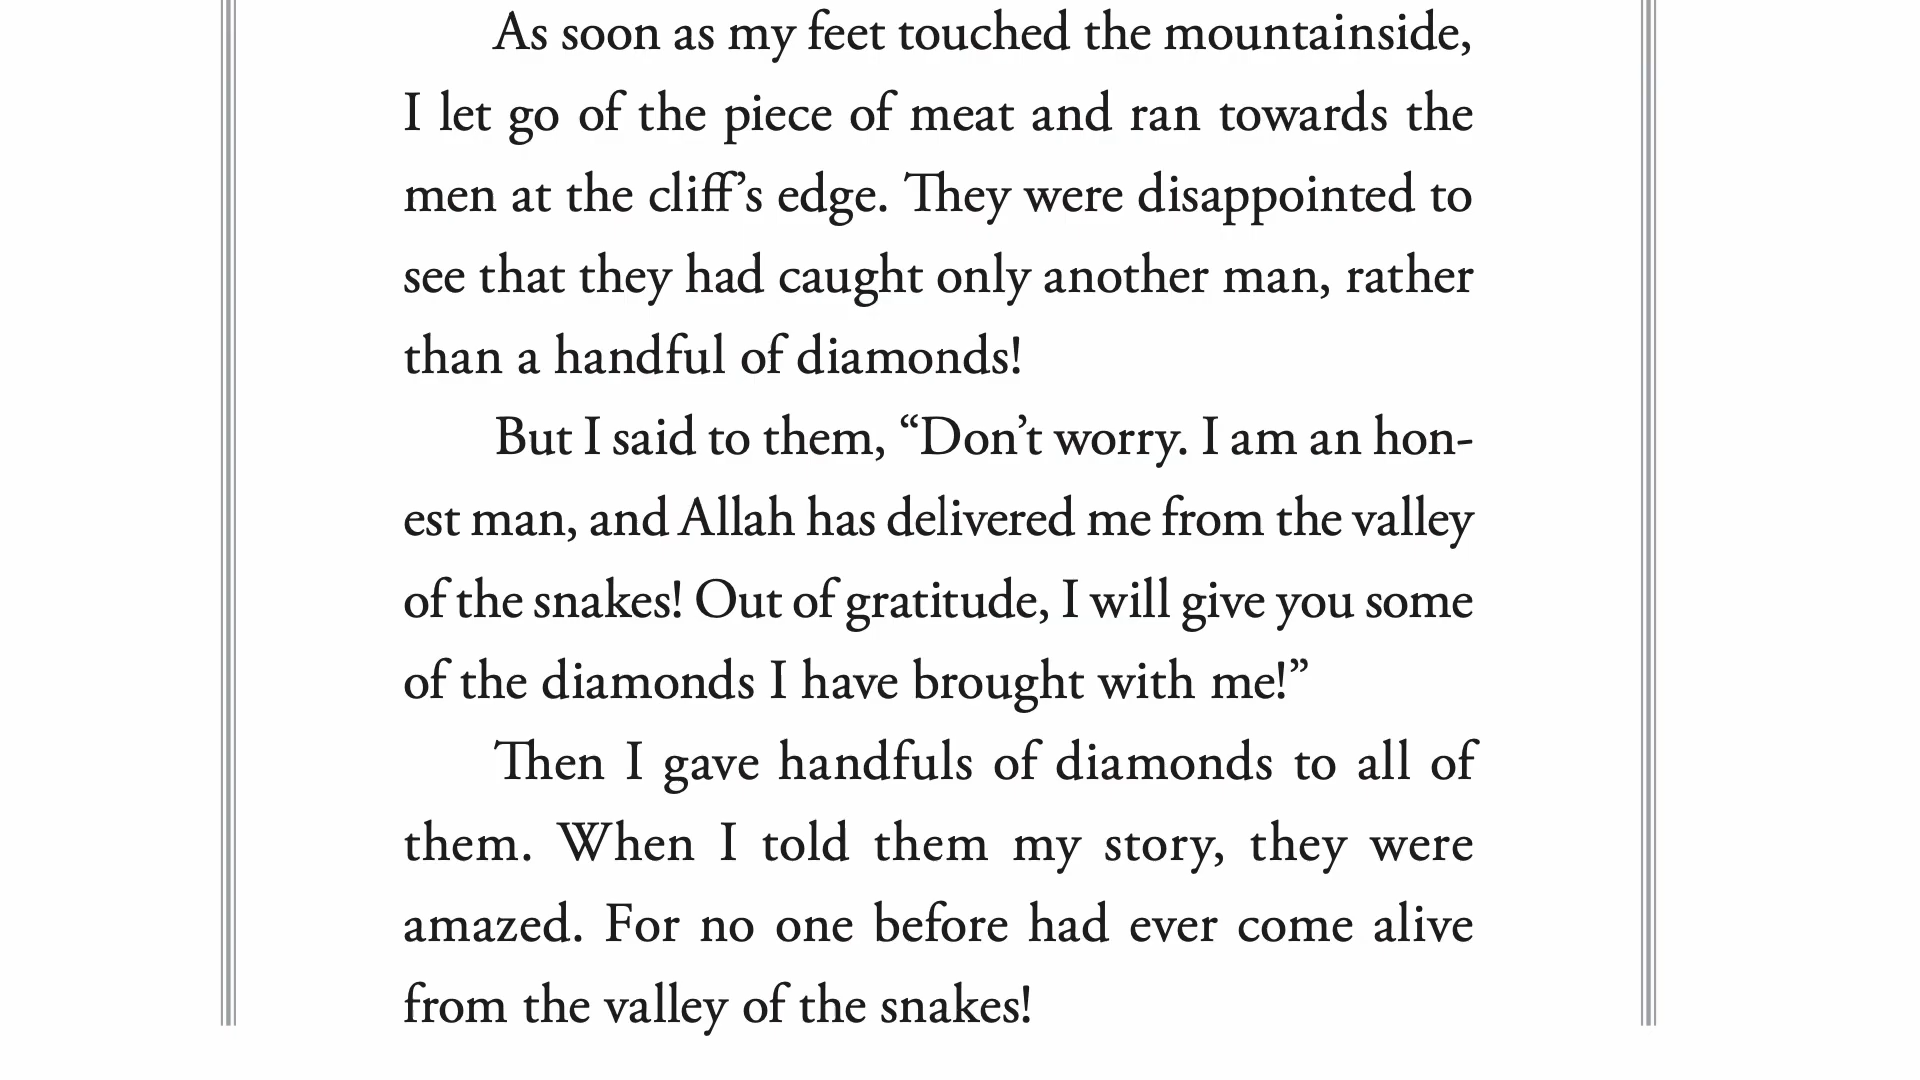 As soon as my feet touched the mountainside,
I let go of the piece of meat and ran towards the
men at the cliff’s edge. They were disappointed to
see that they had caught only another man, rather
than a handful of diamonds!
But I said to them, “Don’t worry. I am an hon-
est man, and Allah has delivered me from the valley
of the snakes! Out of gratitude, I will give you some
of the diamonds I have brought with me!”
Then I gave handfuls of diamonds to all of
them. When I told them my story, they were
amazed. For no one before had ever come alive
from the valley of the snakes!